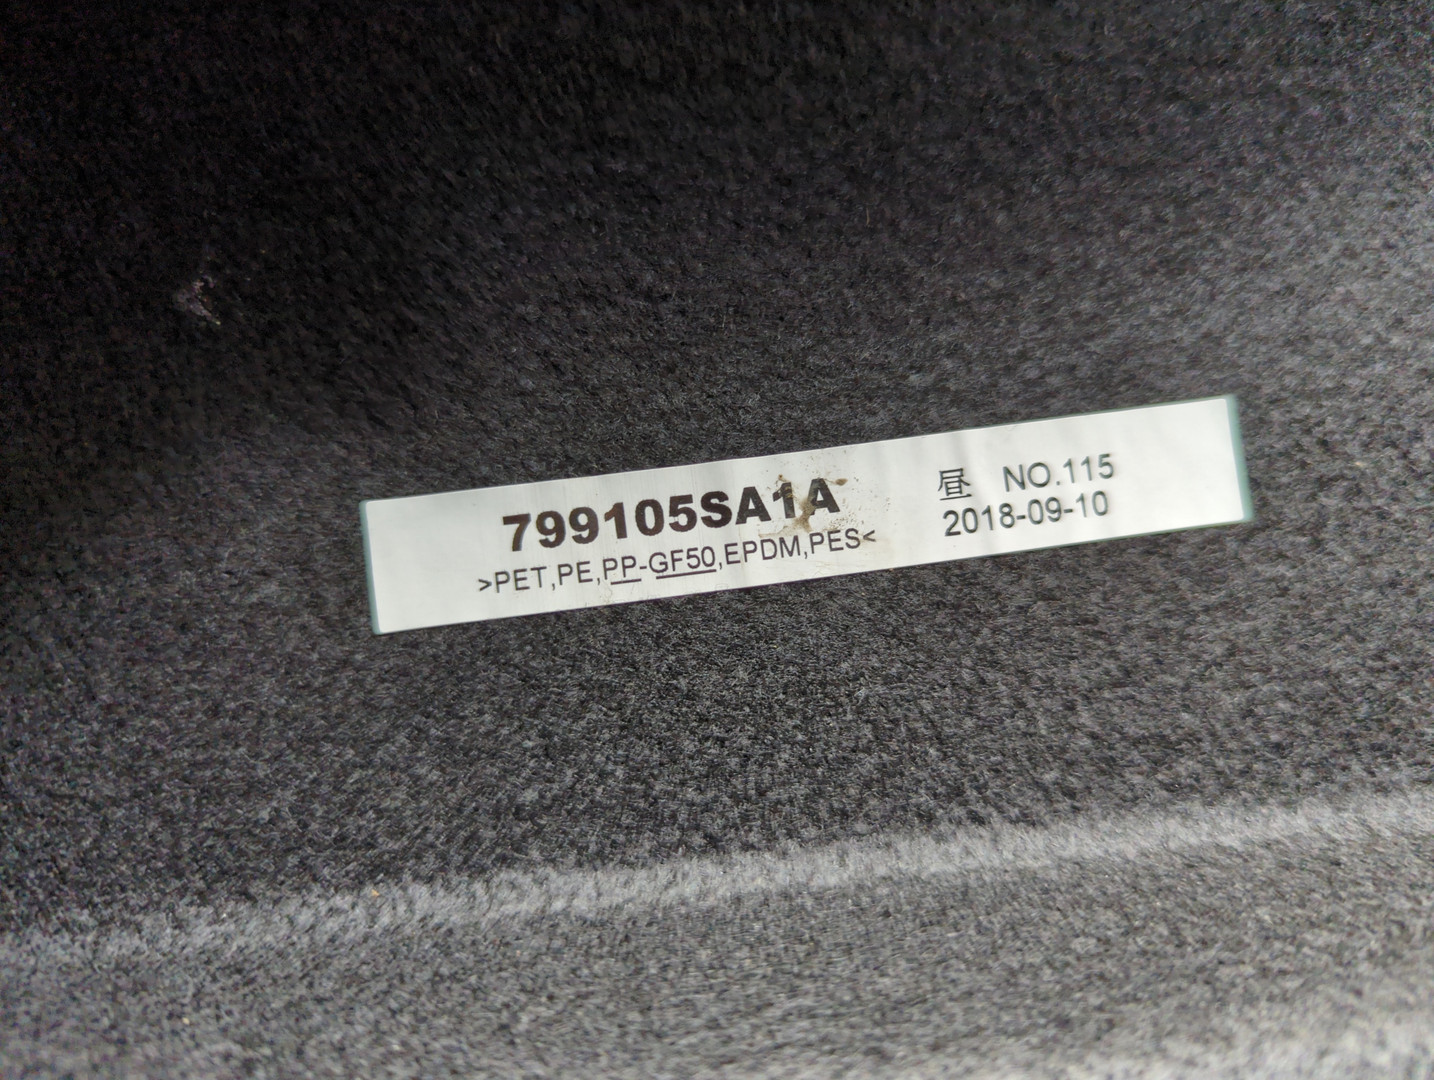 799105SA1A
>PET,PE,PP-GF50,EPDM,PES<
昼 NO.115
2018-09-10